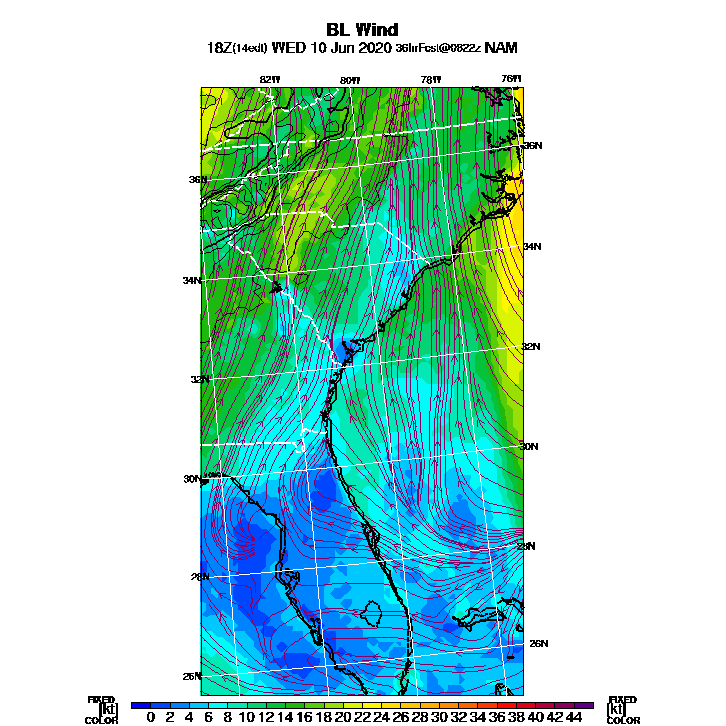 BL Wind
18Z(14edt) WED 10 Jun 2020 36hrFcst@0622z NAM
82W 80W 78W 76W
36N 36N
34N 34N
32N 32N
30N 30N
28N 28N
26N 26N
FIXED FIXED
[kt] 0 2 4 6 8 10 12 14 16 18 20 22 24 26 28 30 32 34 36 38 40 42 44 [kt]
COLOR COLOR